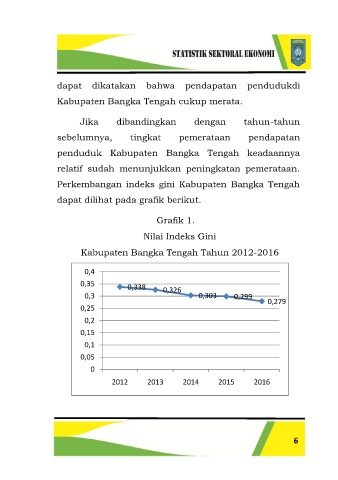 STATISTIK SEKTORAL EKONOMI
dapat dikatakan bahwa pendapatan pendudukdi
Kabupaten Bangka Tengah cukup merata.
Jika dibandingkan dengan tahun-tahun
sebelumnya, tingkat pemerataan pendapatan
penduduk Kabupaten Bangka Tengah keadaannya
relatif sudah menunjukkan peningkatan pemerataan.
Perkembangan indeks gini Kabupaten Bangka Tengah
dapat dilihat pada grafik berikut.
Grafik 1.
Nilai Indeks Gini
Kabupaten Bangka Tengah Tahun 2012-2016
0,4
0,35
0,3
0,25
0,2
0,15
0,1
0,05
0
0,338
0,326
0,303
0,299
0,279
2012 2013 2014 2015 2016
6